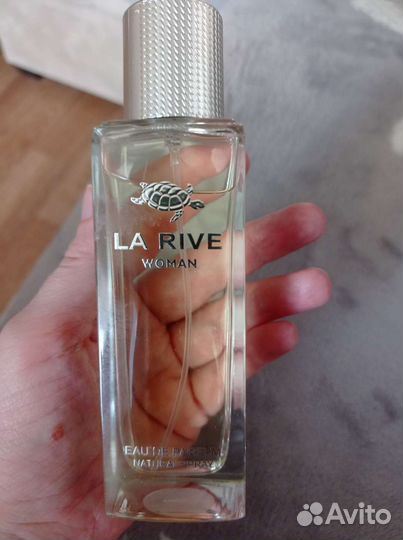 LA RIVE
WOMAN
EAU DE PARFUM
NATURAL SPRAY
Avito